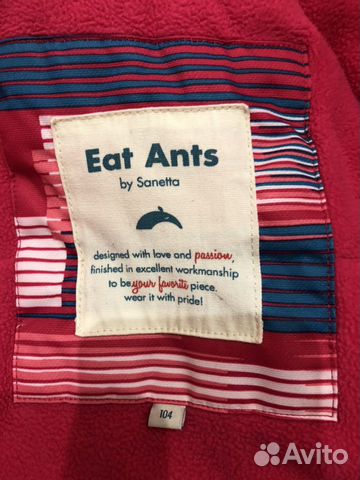 Eat Ants
by Sanetta
designed with love and passion,
finished in excellent workmanship
to be your favorite piece.
wear it with pride!
104
Avito